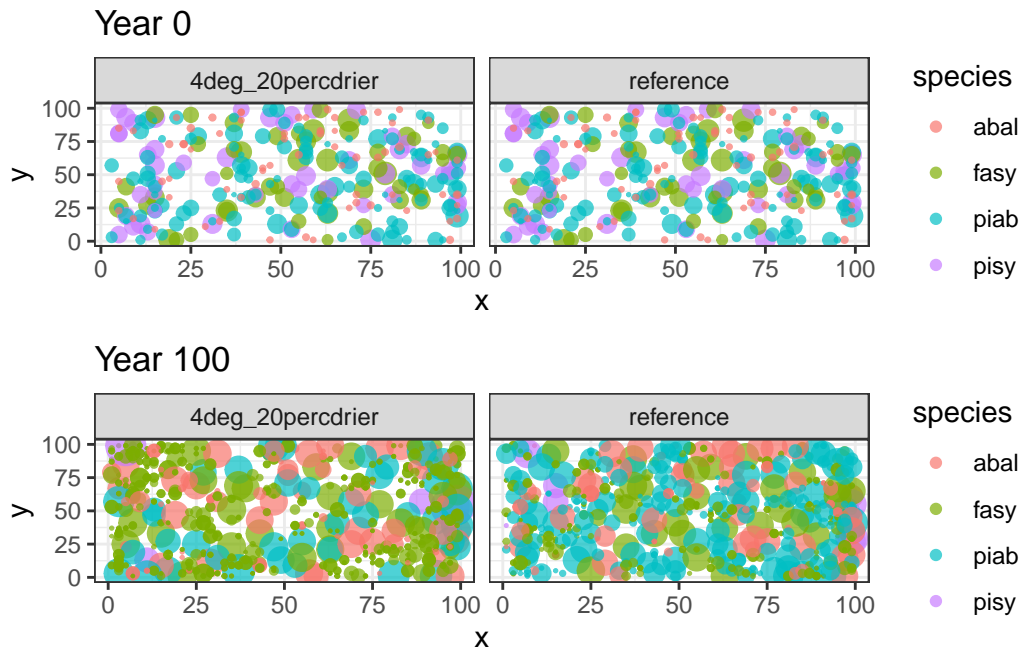 Year 0
4deg_20percdrier
reference
species
abal
fasy
piab
pisy
y
100
75
50
25
0
0 25 50 75 100
0 25 50 75 100
x
Year 100
4deg_20percdrier
reference
species
abal
fasy
piab
pisy
y
100
75
50
25
0
0 25 50 75 100
0 25 50 75 100
x